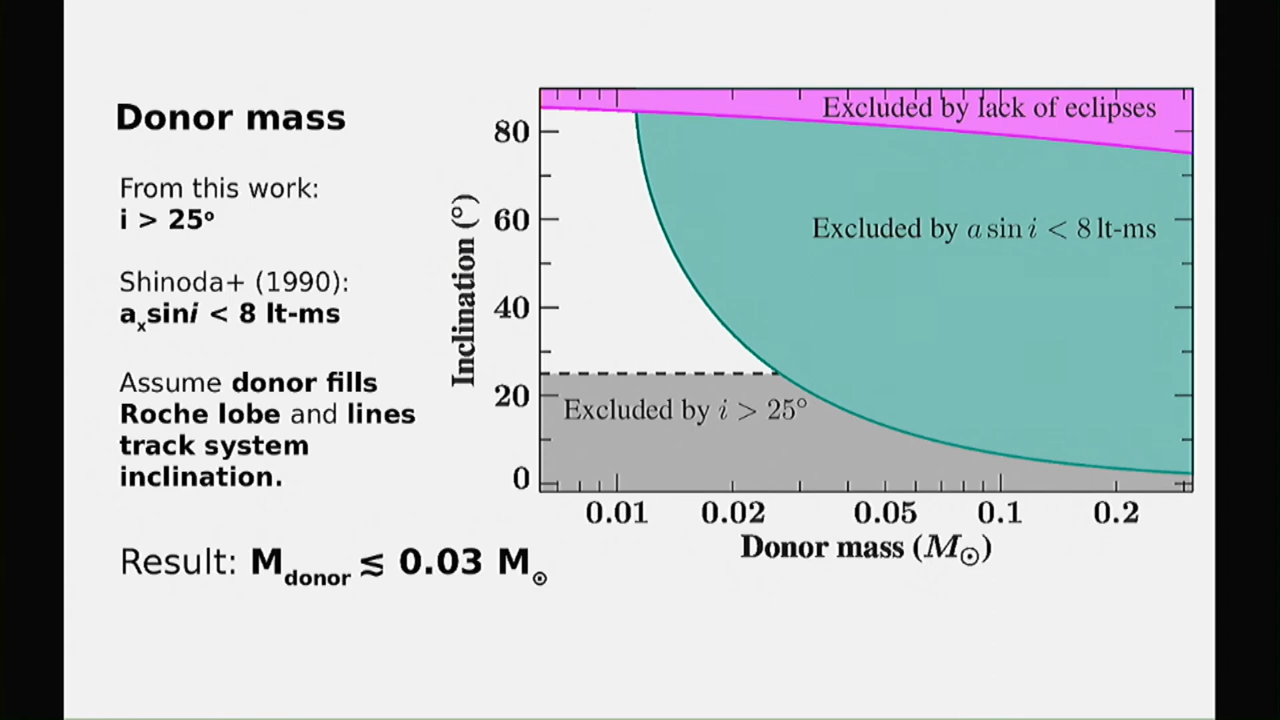 Donor mass
From this work:
i > 25°
Shinoda+ (1990):
aₓsini < 8 lt-ms
Assume donor fills
Roche lobe and lines
track system
inclination.
Result: M_donor ≲ 0.03 M_⊙
Excluded by lack of eclipses
Excluded by a sin i < 8 lt-ms
Excluded by i > 25°
Inclination (°)
80
60
40
20
0
0.01 0.02 0.05 0.1 0.2
Donor mass (M_⊙)